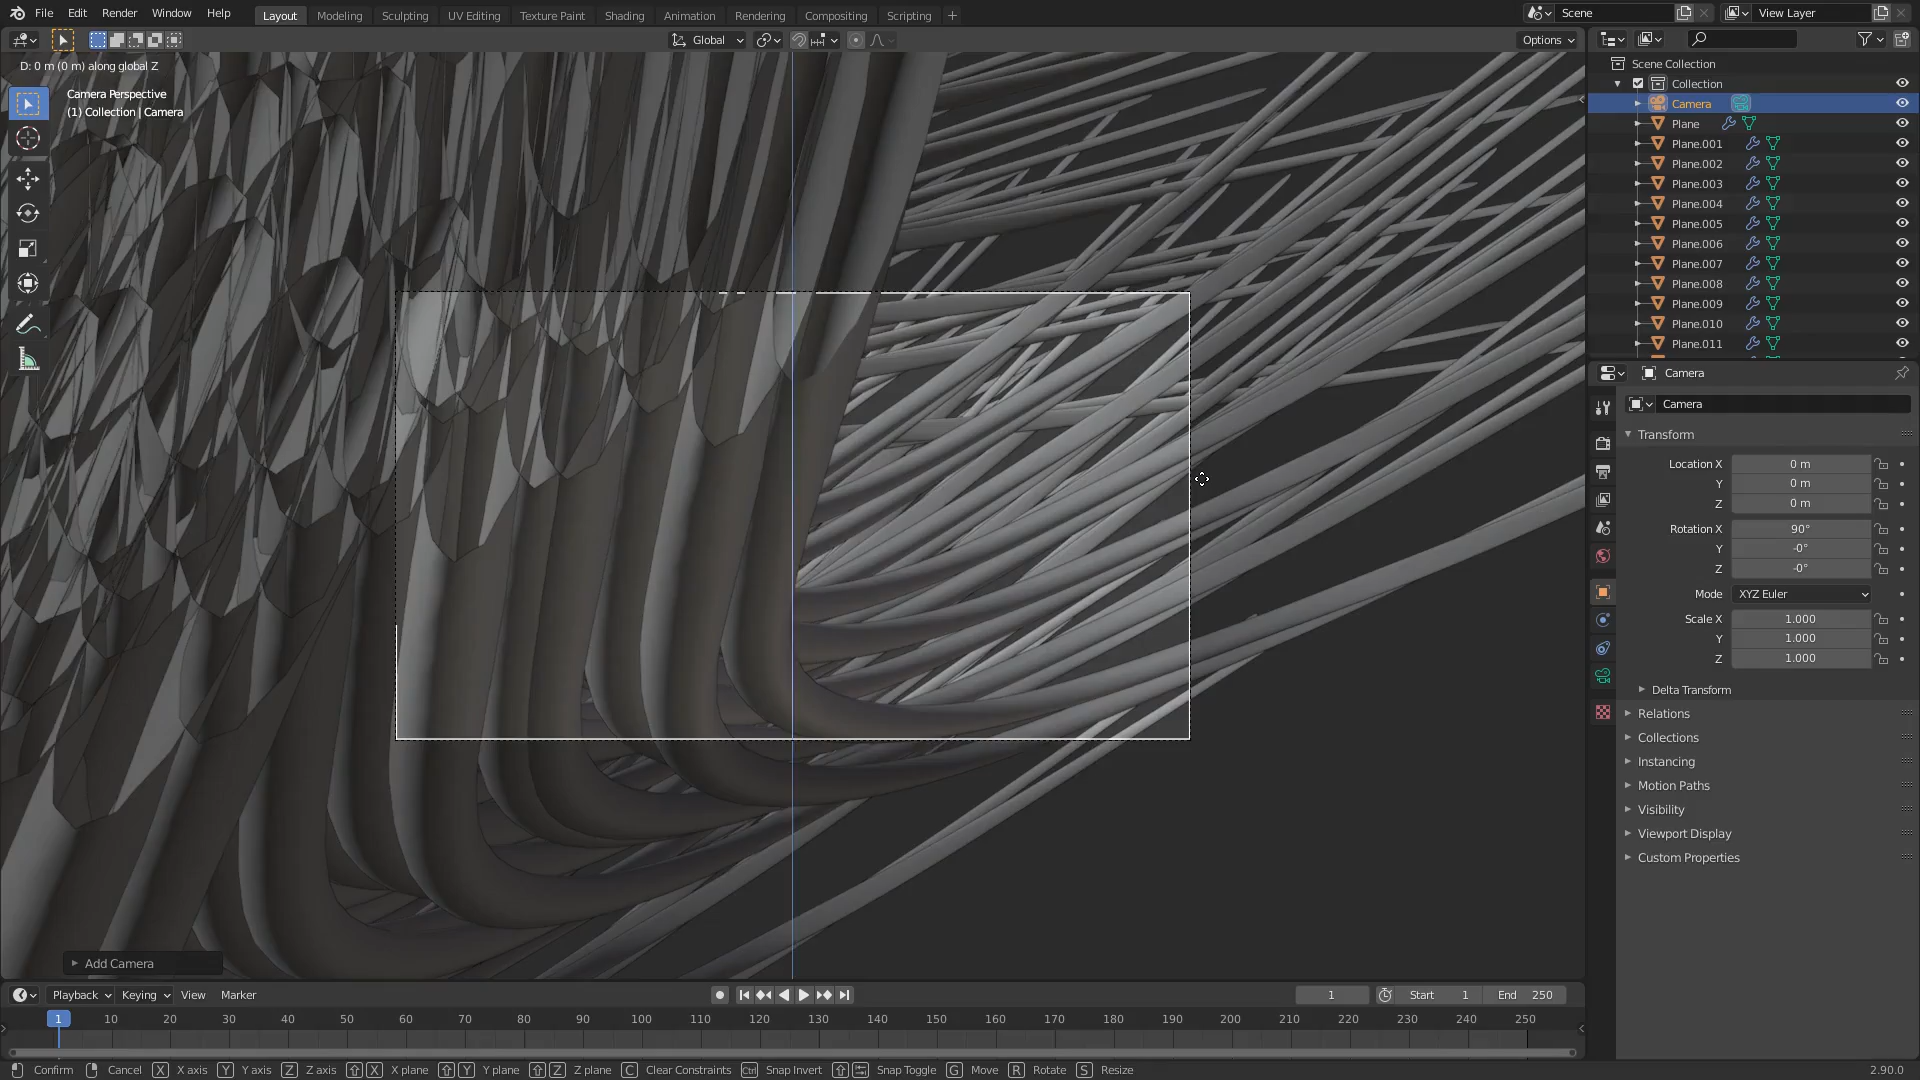 File Edit Render Window Help Layout Modeling Sculpting UV Editing Texture Paint Shading Animation Rendering Compositing Scripting + Scene View Layer
Global Options
D: 0 m (0 m) along global Z
Camera Perspective
(1) Collection | Camera
Scene Collection
Collection
Camera
Plane
Plane.001
Plane.002
Plane.003
Plane.004
Plane.005
Plane.006
Plane.007
Plane.008
Plane.009
Plane.010
Plane.011
Camera
Camera
Transform
Location X 0 m
Y 0 m
Z 0 m
Rotation X 90°
Y -0°
Z -0°
Mode XYZ Euler
Scale X 1.000
Y 1.000
Z 1.000
Delta Transform
Relations
Collections
Instancing
Motion Paths
Visibility
Viewport Display
Custom Properties
Add Camera
Playback Keying View Marker 1 Start 1 End 250
1 10 20 30 40 50 60 70 80 90 100 110 120 130 140 150 160 170 180 190 200 210 220 230 240 250
Confirm Cancel X X axis Y Y axis Z Z axis X X plane Y Y plane Z Z plane C Clear Constraints Ctrl Snap Invert Snap Toggle G Move R Rotate S Resize 2.90.0